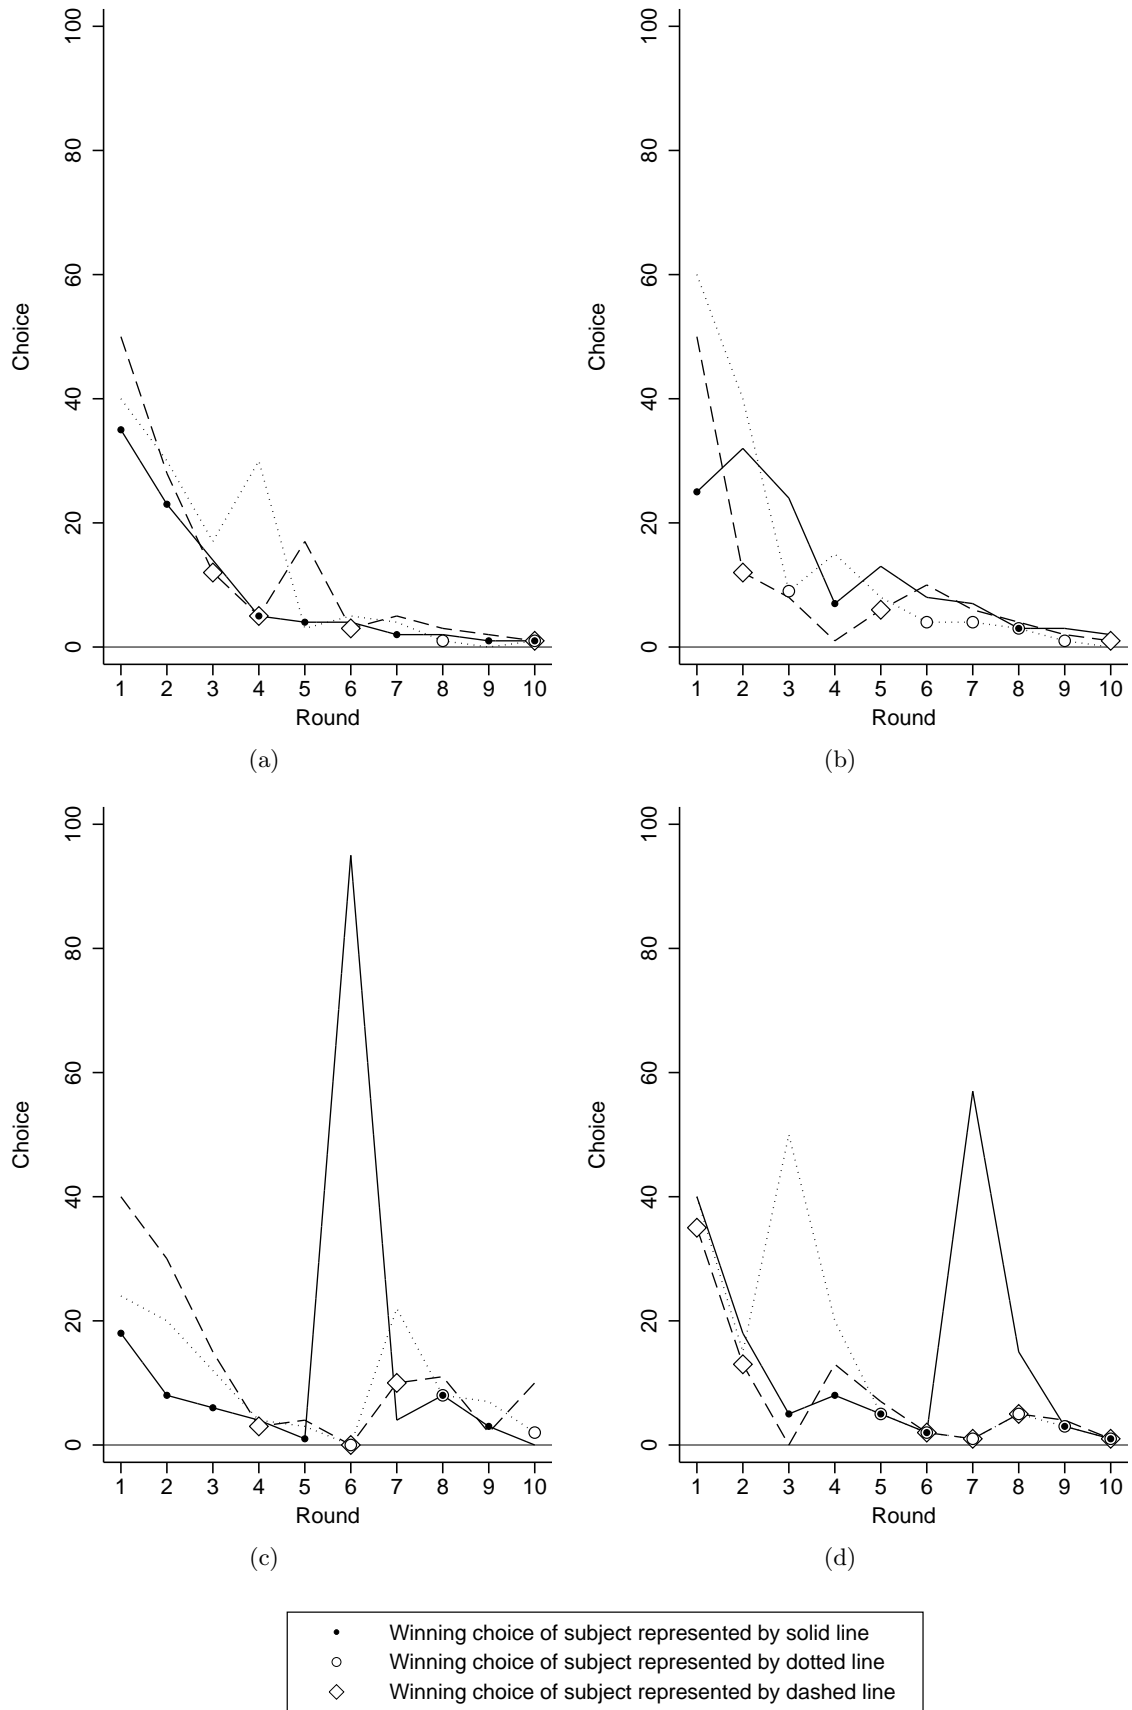 100
80
60
40
20
0
Choice
1 2 3 4 5 6 7 8 9 10
Round
(a)
100
80
60
40
20
0
Choice
1 2 3 4 5 6 7 8 9 10
Round
(b)
100
80
60
40
20
0
Choice
1 2 3 4 5 6 7 8 9 10
Round
(c)
100
80
60
40
20
0
Choice
1 2 3 4 5 6 7 8 9 10
Round
(d)
Winning choice of subject represented by solid line
Winning choice of subject represented by dotted line
Winning choice of subject represented by dashed line